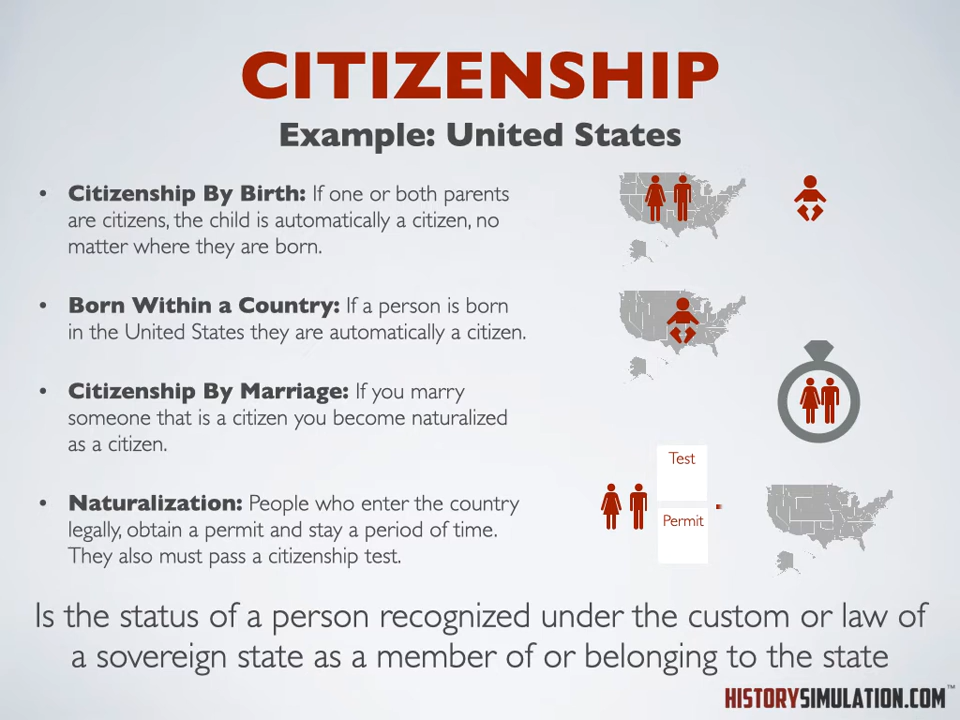 CITIZENSHIP
Example: United States
• Citizenship By Birth: If one or both parents
are citizens, the child is automatically a citizen, no
matter where they are born.
• Born Within a Country: If a person is born
in the United States they are automatically a citizen.
• Citizenship By Marriage: If you marry
someone that is a citizen you become naturalized
as a citizen.
Test
• Naturalization: People who enter the country
legally, obtain a permit and stay a period of time.
They also must pass a citizenship test.
Permit
Is the status of a person recognized under the custom or law of
a sovereign state as a member of or belonging to the state
HISTORYSIMULATION.COM™